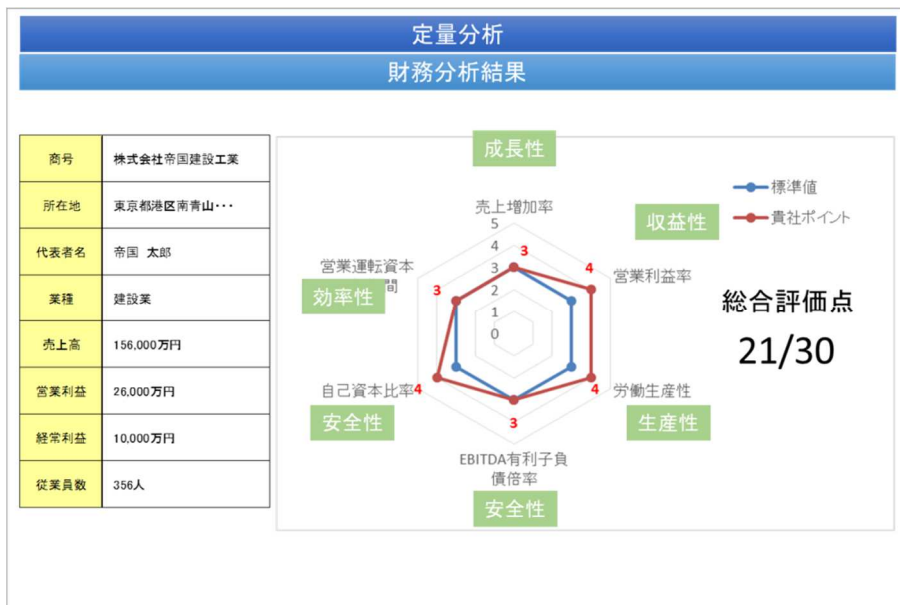 定量分析
財務分析結果
商号 株式会社帝国建設工業
所在地 東京都港区南青山・・・
代表者名 帝国 太郎
業種 建設業
売上高 156,000万円
営業利益 26,000万円
経常利益 10,000万円
従業員数 356人
成長性
売上増加率
標準値
貴社ポイント
収益性
営業利益率
営業運転資本
間
効率性
5
4
3
2
1
0
3
4
3
4
4
3
自己資本比率
安全性
労働生産性
生産性
EBITDA有利子負
債倍率
安全性
総合評価点
21/30